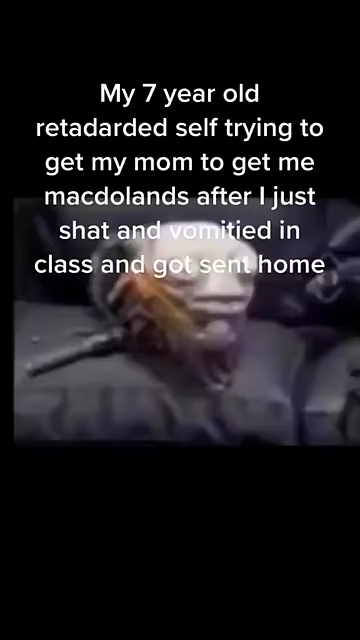 My 7 year old
retadarded self trying to
get my mom to get me
macdolands after I just
shat and vomitied in
class and got sent home